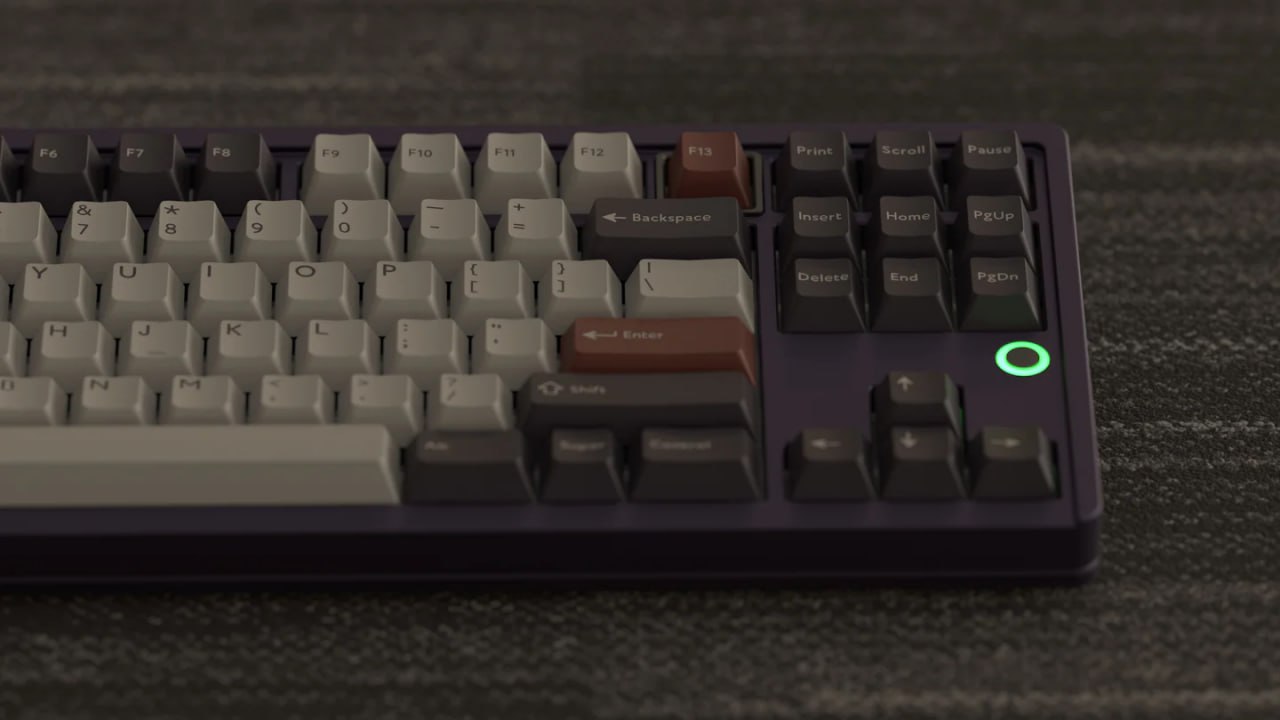 F6 F7 F8 F9 F10 F11 F12 F13 Print Scroll Pause
& * ( ) — +
7 8 9 0 - = ← Backspace Insert Home PgUp
Y U I O P { } |
[ ] \ Delete End PgDn
H J K L : " ← Enter
; '
N M < > ? ⇧ Shift ↑
, . /
Alt Super Control ← ↓ →